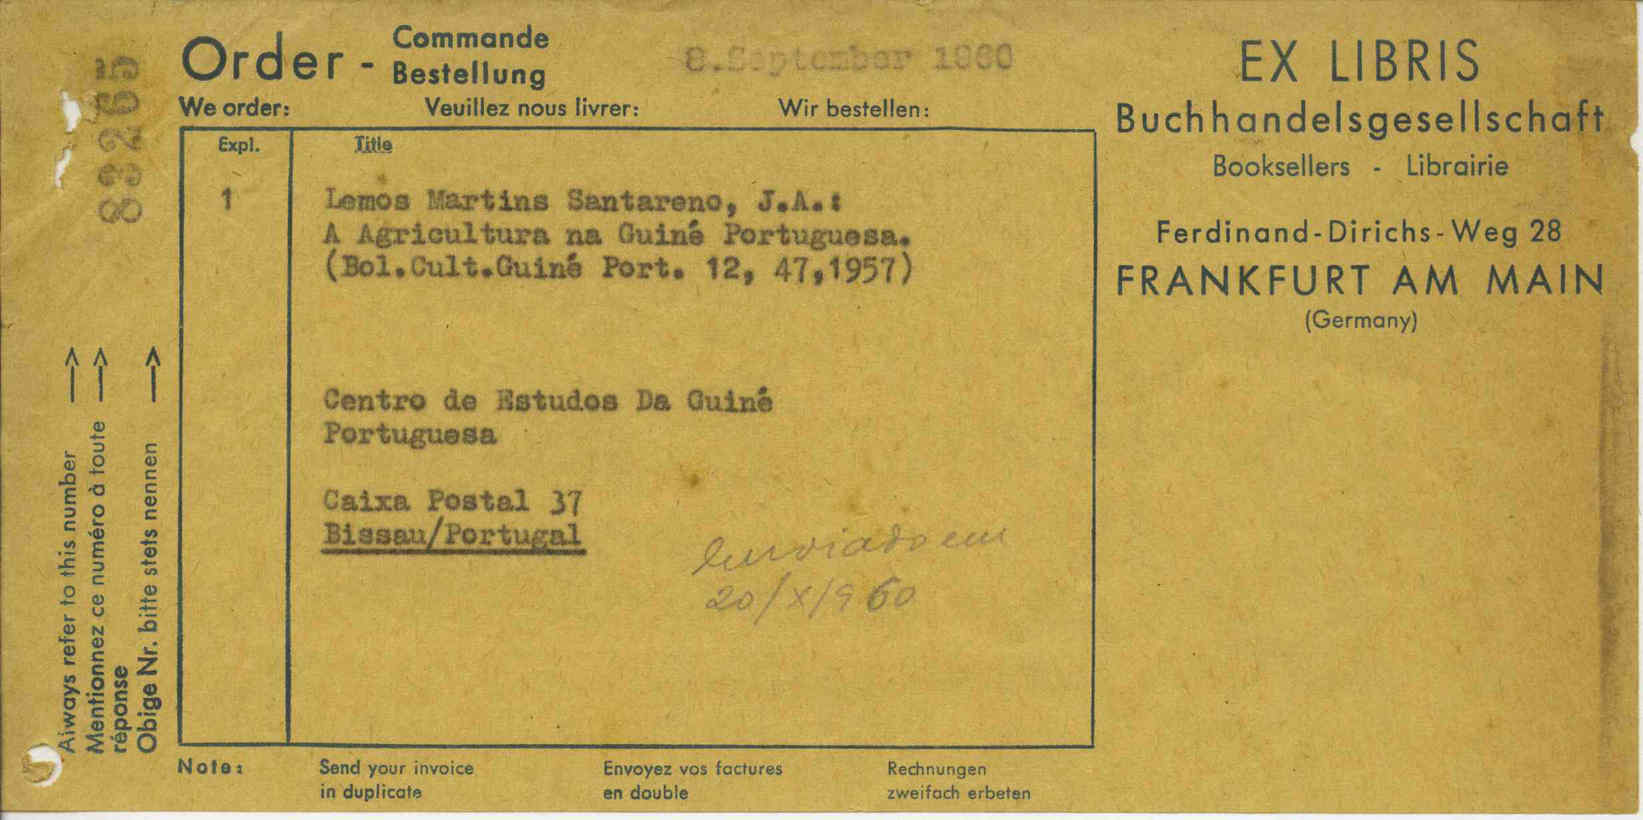 Order - Commande
Bestellung
8.September 1960
We order: Veuillez nous livrer: Wir bestellen:
Expl. Title
1 Lemos Martins Santareno, J.A.:
A Agricultura na Guiné Portuguesa.
(Bol.Cult.Guiné Port. 12, 47,1957)
Centro de Estudos Da Guiné
Portuguesa
Caixa Postal 37
Bissau/Portugal
enviado em
20/X/960
Note: Send your invoice
in duplicate
Envoyez vos factures
en double
Rechnungen
zweifach erbeten
EX LIBRIS
Buchhandelsgesellschaft
Booksellers - Librairie
Ferdinand-Dirichs-Weg 28
FRANKFURT AM MAIN
(Germany)
83265
Always refer to this number
Mentionnez ce numéro à toute
réponse
Obige Nr. bitte stets nennen